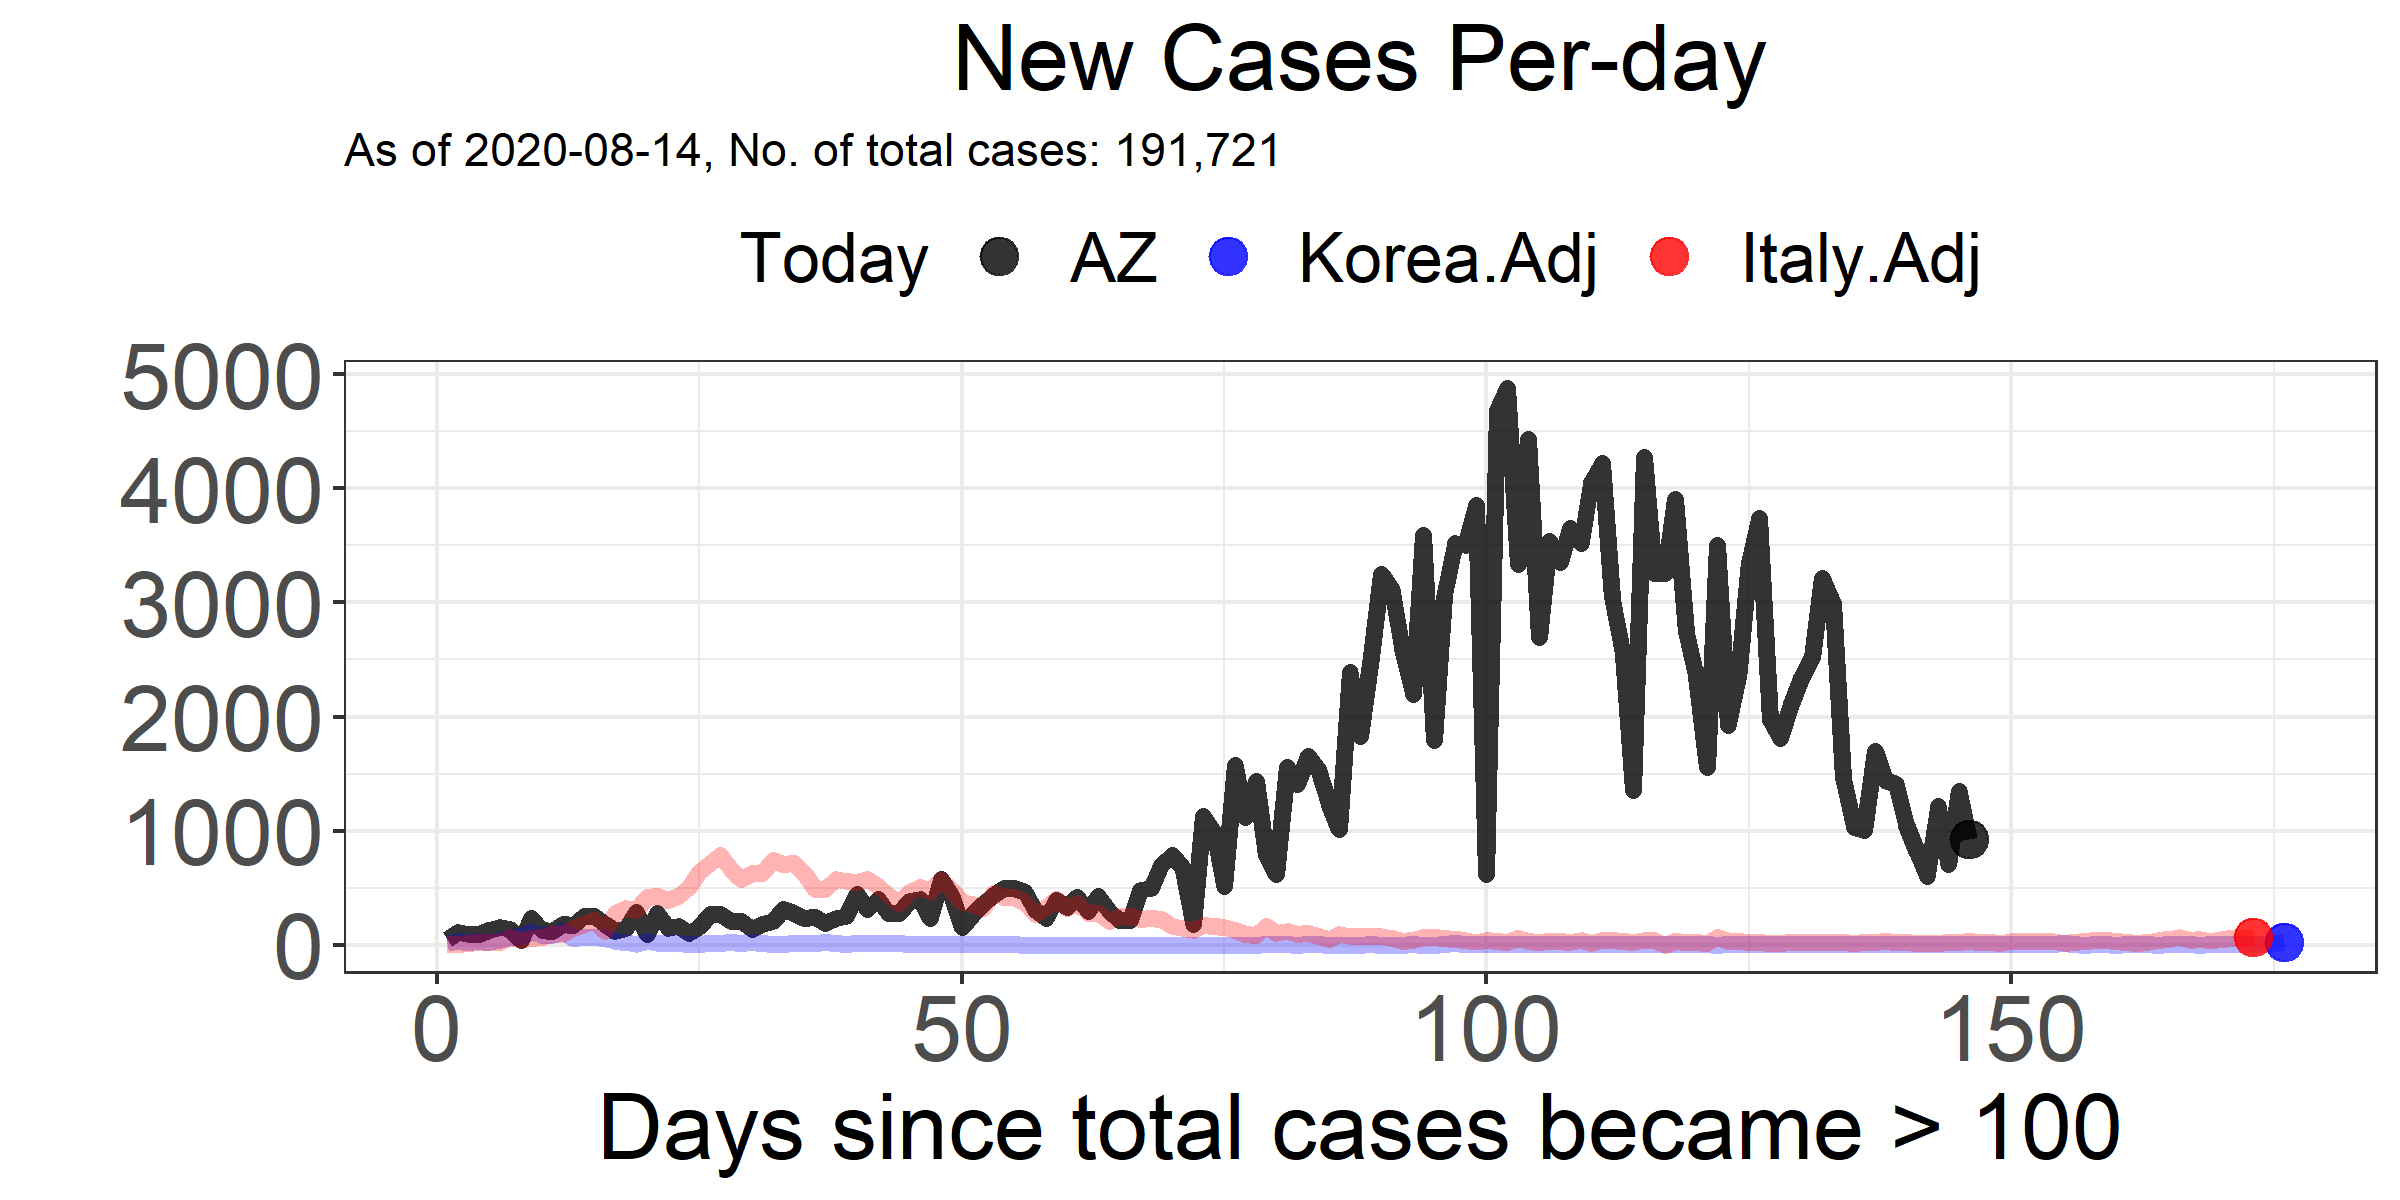 New Cases Per-day
As of 2020-08-14, No. of total cases: 191,721
Today AZ Korea.Adj Italy.Adj
5000
4000
3000
2000
1000
0
0 50 100 150
Days since total cases became > 100